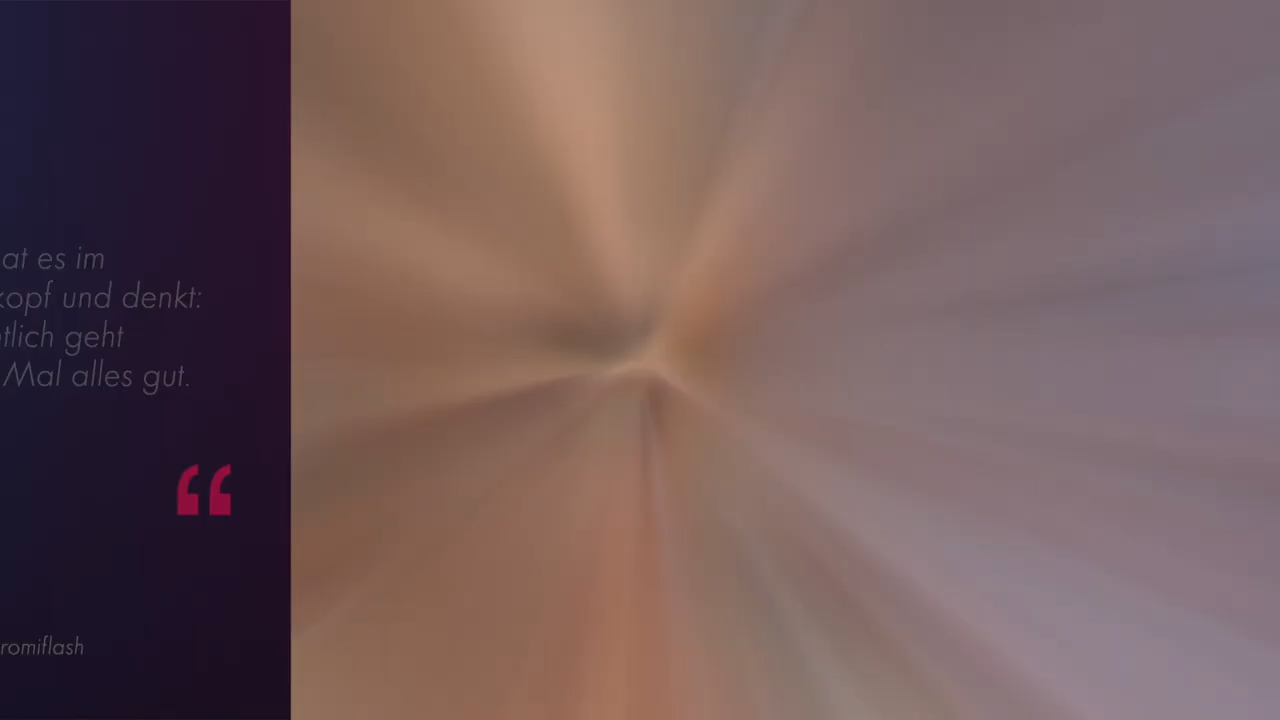 at es im
kopf und denkt:
tlich geht
Mal alles gut.
“
romiflash